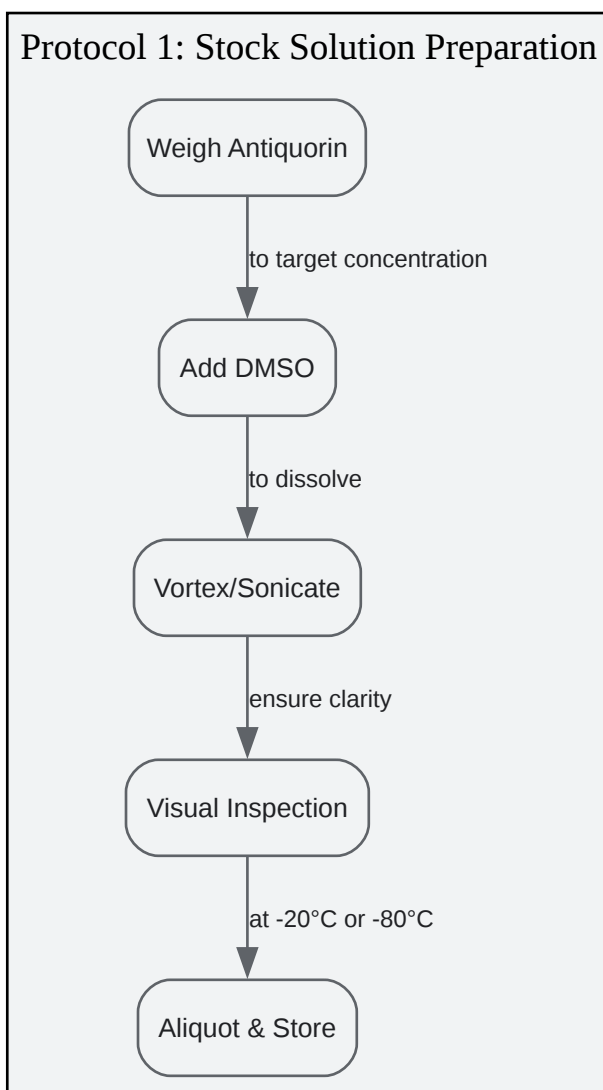 Protocol 1: Stock Solution Preparation
Weigh Antiquorin
to target concentration
Add DMSO
to dissolve
Vortex/Sonicate
ensure clarity
Visual Inspection
at -20°C or -80°C
Aliquot & Store